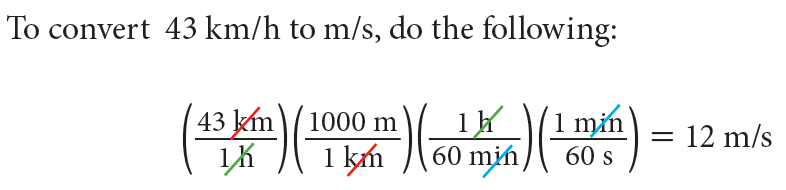 To convert 43 km/h to m/s, do the following:
(43 km / 1 h)(1000 m / 1 km)(1 h / 60 min)(1 min / 60 s) = 12 m/s